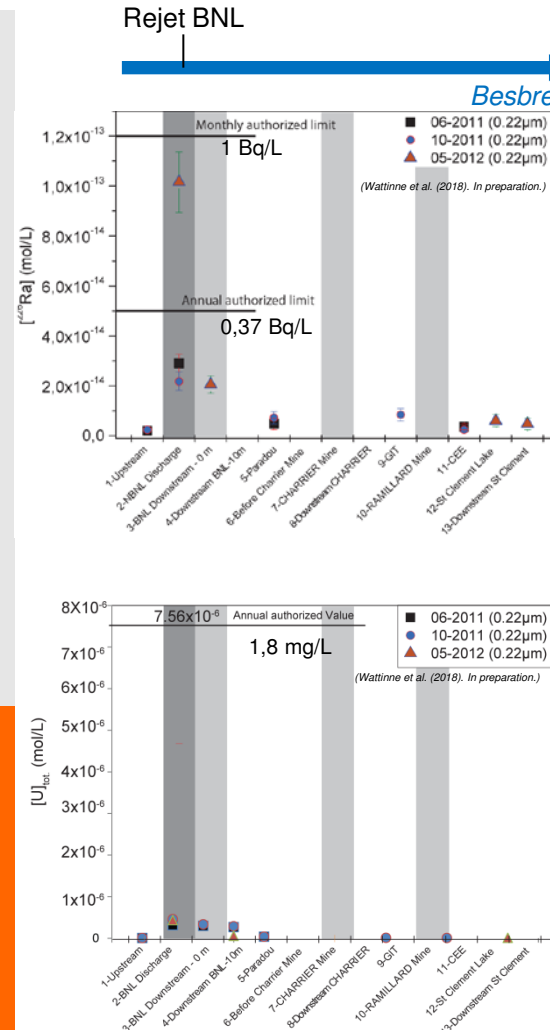 Rejet BNL
Besbre
1,2x10⁻¹³
1,0x10⁻¹³
8,0x10⁻¹⁴
6,0x10⁻¹⁴
4,0x10⁻¹⁴
2,0x10⁻¹⁴
0,0
[²²⁶Ra] (mol/L)
Monthly authorized limit
1 Bq/L
Annual authorized limit
0,37 Bq/L
06-2011 (0.22µm)
10-2011 (0.22µm)
05-2012 (0.22µm)
(Wattinne et al. (2018). In preparation.)
1-Upstream
2-NBNL Discharge
3-BNL Downstream - 0 m
4-Downstream BNL-10m
5-Paradou
6-Before Charrier Mine
7-CHARRIER Mine
8-Downstream CHARRIER
9-GIT
10-RAMILLARD Mine
11-CEE
12-St Clement Lake
13-Downstream St Clement
8X10⁻⁶
7x10⁻⁶
6x10⁻⁶
5x10⁻⁶
4x10⁻⁶
3x10⁻⁶
2x10⁻⁶
1x10⁻⁶
0
[U]tot. (mol/L)
7.56x10⁻⁶ Annual authorized Value
1,8 mg/L
06-2011 (0.22µm)
10-2011 (0.22µm)
05-2012 (0.22µm)
(Wattinne et al. (2018). In preparation.)
1-Upstream
2-BNL Discharge
3-BNL Downstream - 0 m
4-Downstream BNL-10m
5-Paradou
6-Before Charrier Mine
7-CHARRIER Mine
8-Downstream CHARRIER
9-GIT
10-RAMILLARD Mine
11-CEE
12-St Clement Lake
13-Downstream St Clement